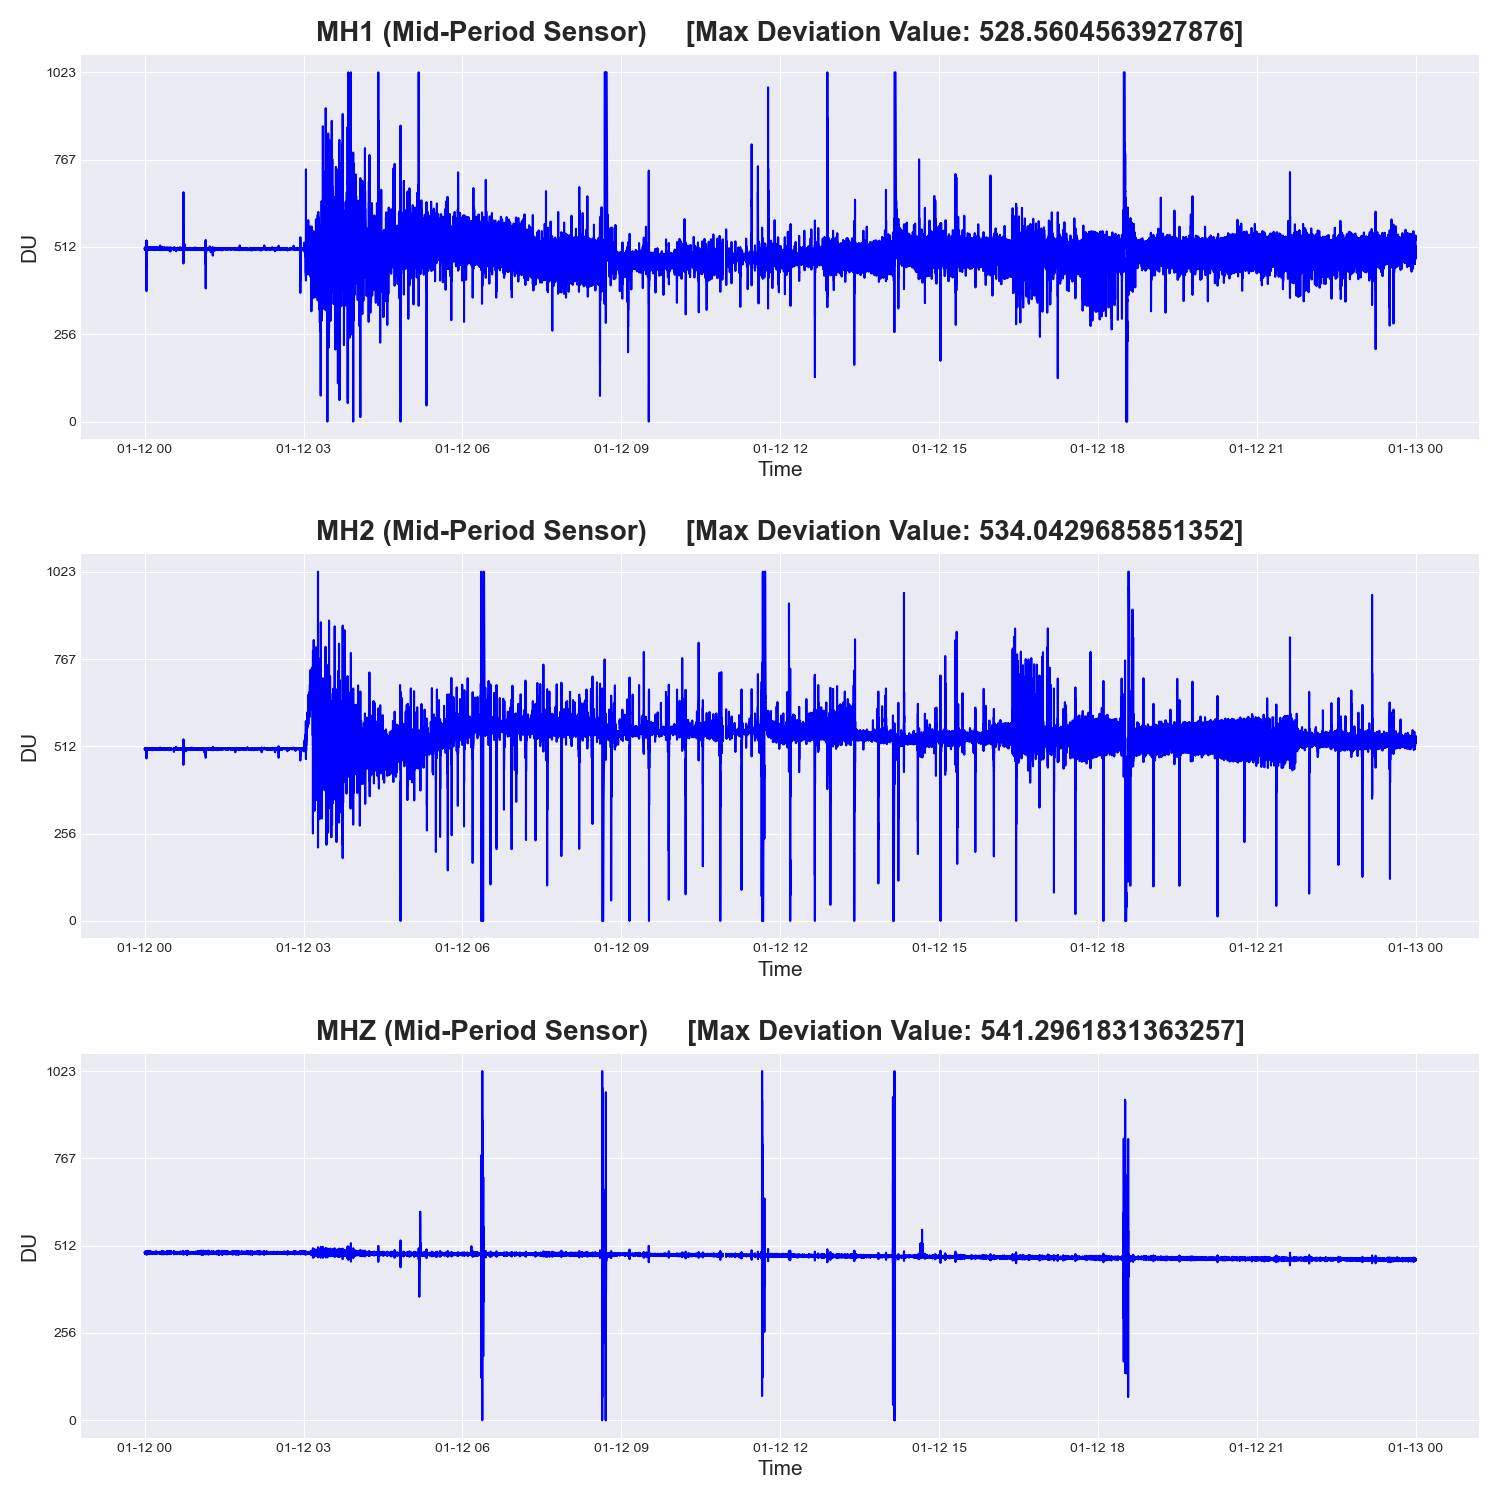 MH1 (Mid-Period Sensor) [Max Deviation Value: 528.5604563927876]
1023
767
512
256
0
DU
01-12 00 01-12 03 01-12 06 01-12 09 01-12 12 01-12 15 01-12 18 01-12 21 01-13 00
Time
MH2 (Mid-Period Sensor) [Max Deviation Value: 534.0429685851352]
1023
767
512
256
0
DU
01-12 00 01-12 03 01-12 06 01-12 09 01-12 12 01-12 15 01-12 18 01-12 21 01-13 00
Time
MHZ (Mid-Period Sensor) [Max Deviation Value: 541.2961831363257]
1023
767
512
256
0
DU
01-12 00 01-12 03 01-12 06 01-12 09 01-12 12 01-12 15 01-12 18 01-12 21 01-13 00
Time